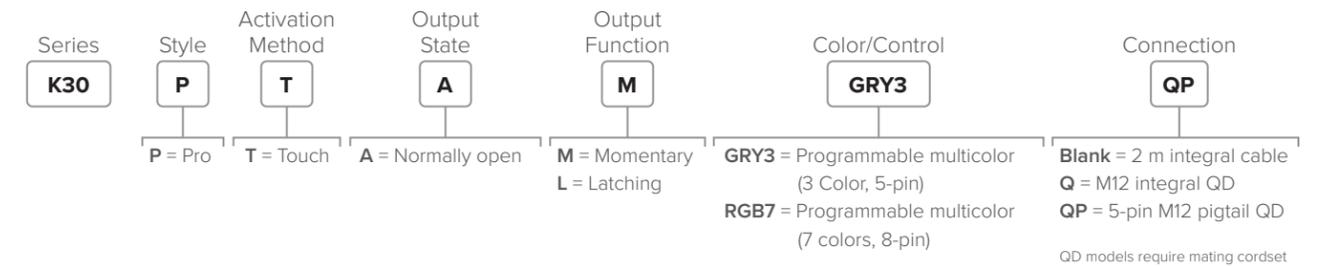 Series
K30
Style
P
P = Pro
Activation
Method
T
T = Touch
Output
State
A
A = Normally open
Output
Function
M
M = Momentary
L = Latching
Color/Control
GRY3
GRY3 = Programmable multicolor
(3 Color, 5-pin)
RGB7 = Programmable multicolor
(7 colors, 8-pin)
Connection
QP
Blank = 2 m integral cable
Q = M12 integral QD
QP = 5-pin M12 pigtail QD
QD models require mating cordset